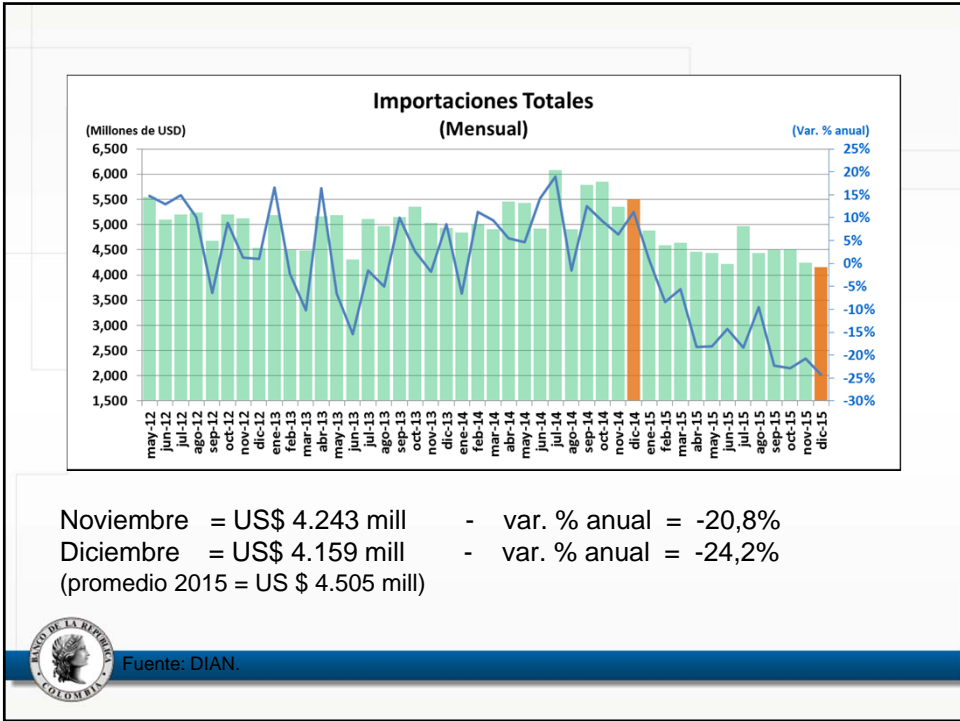 Importaciones Totales
(Mensual)
(Millones de USD)
(Var. % anual)
6,500
6,000
5,500
5,000
4,500
4,000
3,500
3,000
2,500
2,000
1,500
25%
20%
15%
10%
5%
0%
-5%
-10%
-15%
-20%
-25%
-30%
may-12
jun-12
jul-12
ago-12
sep-12
oct-12
nov-12
dic-12
ene-13
feb-13
mar-13
abr-13
may-13
jun-13
jul-13
ago-13
sep-13
oct-13
nov-13
dic-13
ene-14
feb-14
mar-14
abr-14
may-14
jun-14
jul-14
ago-14
sep-14
oct-14
nov-14
dic-14
ene-15
feb-15
mar-15
abr-15
may-15
jun-15
jul-15
ago-15
sep-15
oct-15
nov-15
dic-15
Noviembre = US$ 4.243 mill - var. % anual = -20,8%
Diciembre = US$ 4.159 mill - var. % anual = -24,2%
(promedio 2015 = US $ 4.505 mill)
BANCO DE LA REPUBLICA
COLOMBIA
Fuente: DIAN.